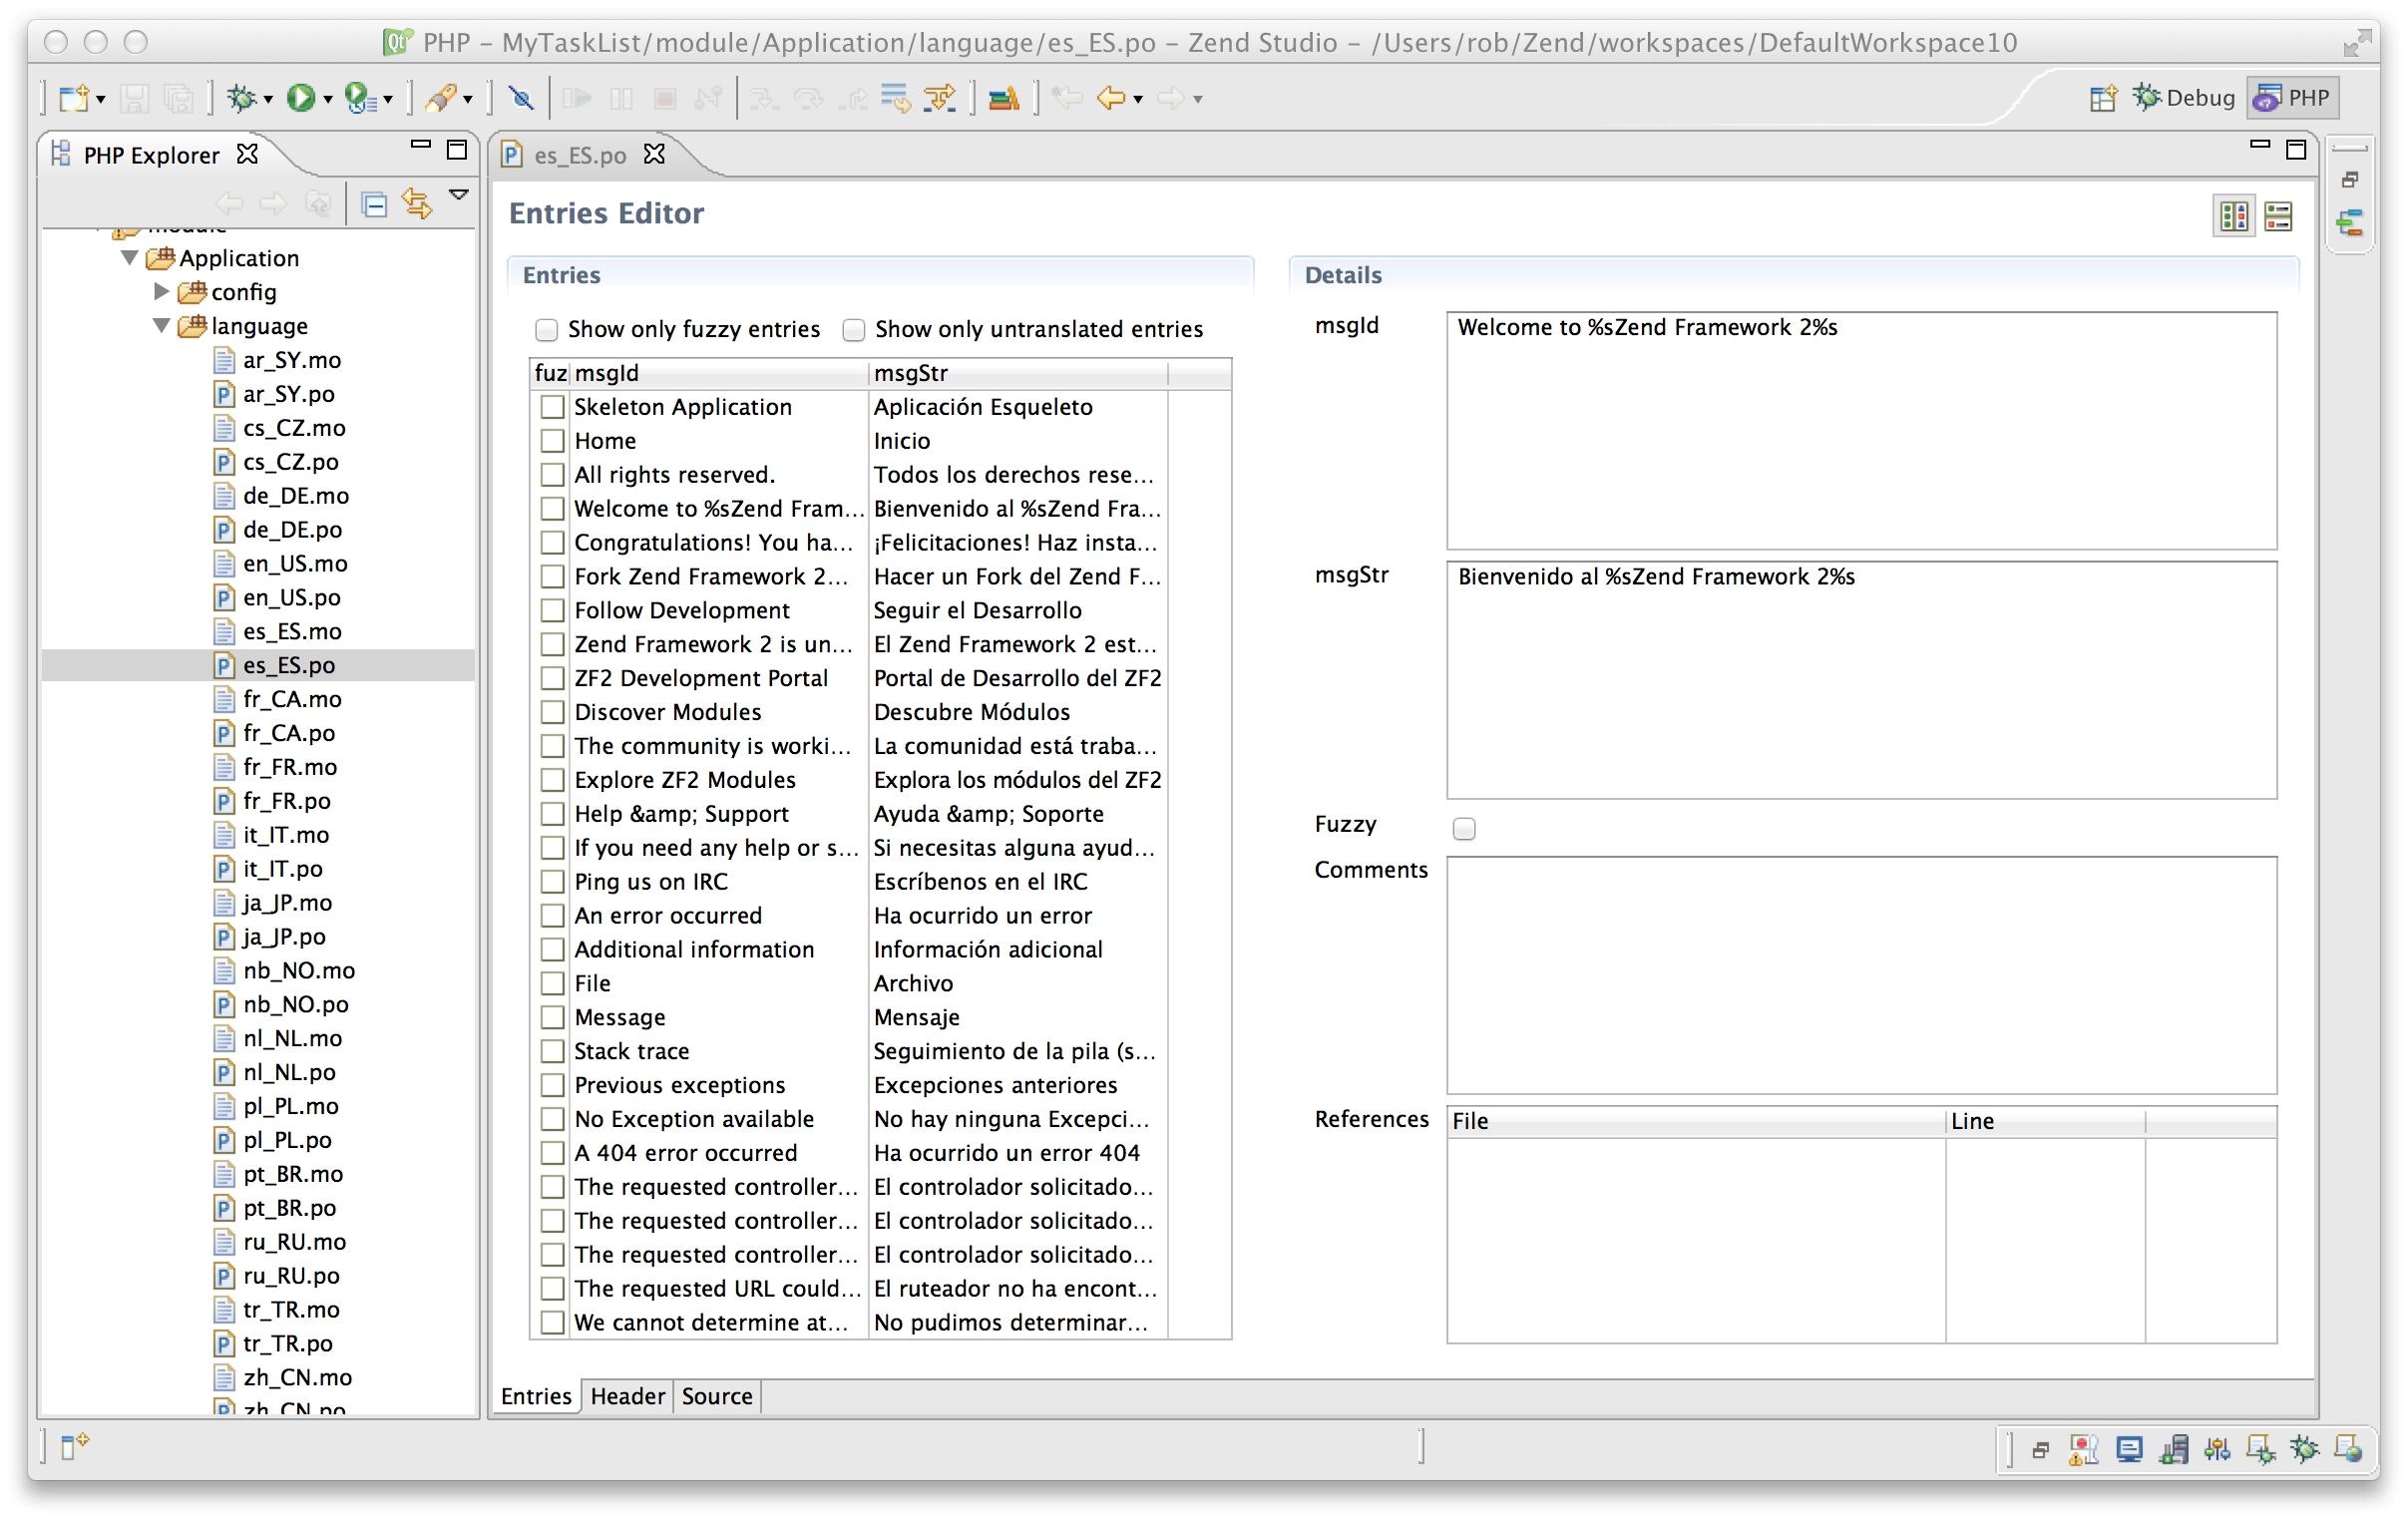 PHP – MyTaskList/module/Application/language/es_ES.po – Zend Studio – /Users/rob/Zend/workspaces/DefaultWorkspace10
Debug
PHP
PHP Explorer
module
Application
config
language
ar_SY.mo
ar_SY.po
cs_CZ.mo
cs_CZ.po
de_DE.mo
de_DE.po
en_US.mo
en_US.po
es_ES.mo
es_ES.po
fr_CA.mo
fr_CA.po
fr_FR.mo
fr_FR.po
it_IT.mo
it_IT.po
ja_JP.mo
ja_JP.po
nb_NO.mo
nb_NO.po
nl_NL.mo
nl_NL.po
pl_PL.mo
pl_PL.po
pt_BR.mo
pt_BR.po
ru_RU.mo
ru_RU.po
tr_TR.mo
tr_TR.po
zh_CN.mo
zh_CN.po
es_ES.po
Entries Editor
Entries
Show only fuzzy entries Show only untranslated entries
fuz msgId msgStr
Skeleton Application Aplicación Esqueleto
Home Inicio
All rights reserved. Todos los derechos rese...
Welcome to %sZend Fram... Bienvenido al %sZend Fra...
Congratulations! You ha... ¡Felicitaciones! Haz insta...
Fork Zend Framework 2... Hacer un Fork del Zend F...
Follow Development Seguir el Desarrollo
Zend Framework 2 is un... El Zend Framework 2 est...
ZF2 Development Portal Portal de Desarrollo del ZF2
Discover Modules Descubre Módulos
The community is worki... La comunidad está traba...
Explore ZF2 Modules Explora los módulos del ZF2
Help &amp; Support Ayuda &amp; Soporte
If you need any help or s... Si necesitas alguna ayud...
Ping us on IRC Escríbenos en el IRC
An error occurred Ha ocurrido un error
Additional information Información adicional
File Archivo
Message Mensaje
Stack trace Seguimiento de la pila (s...
Previous exceptions Excepciones anteriores
No Exception available No hay ninguna Excepci...
A 404 error occurred Ha ocurrido un error 404
The requested controller... El controlador solicitado...
The requested controller... El controlador solicitado...
The requested controller... El controlador solicitado...
The requested URL could... El ruteador no ha encont...
We cannot determine at... No pudimos determinar...
Details
msgId
Welcome to %sZend Framework 2%s
msgStr
Bienvenido al %sZend Framework 2%s
Fuzzy
Comments
References
File Line
Entries Header Source